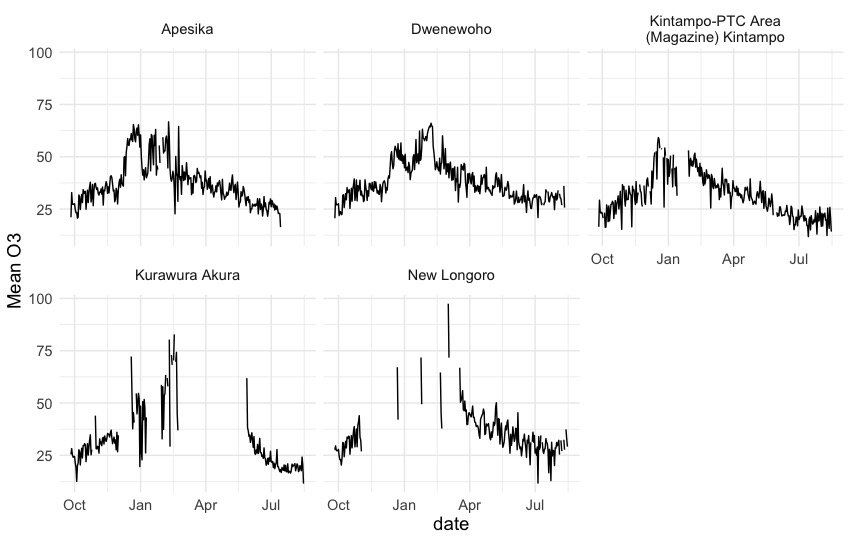 Apesika
Dwenewoho
Kintampo-PTC Area
(Magazine) Kintampo
100
75
50
25
Oct
Jan
Apr
Jul
Mean O3
Kurawura Akura
New Longoro
100
75
50
25
Oct
Jan
Apr
Jul
Oct
Jan
Apr
Jul
date